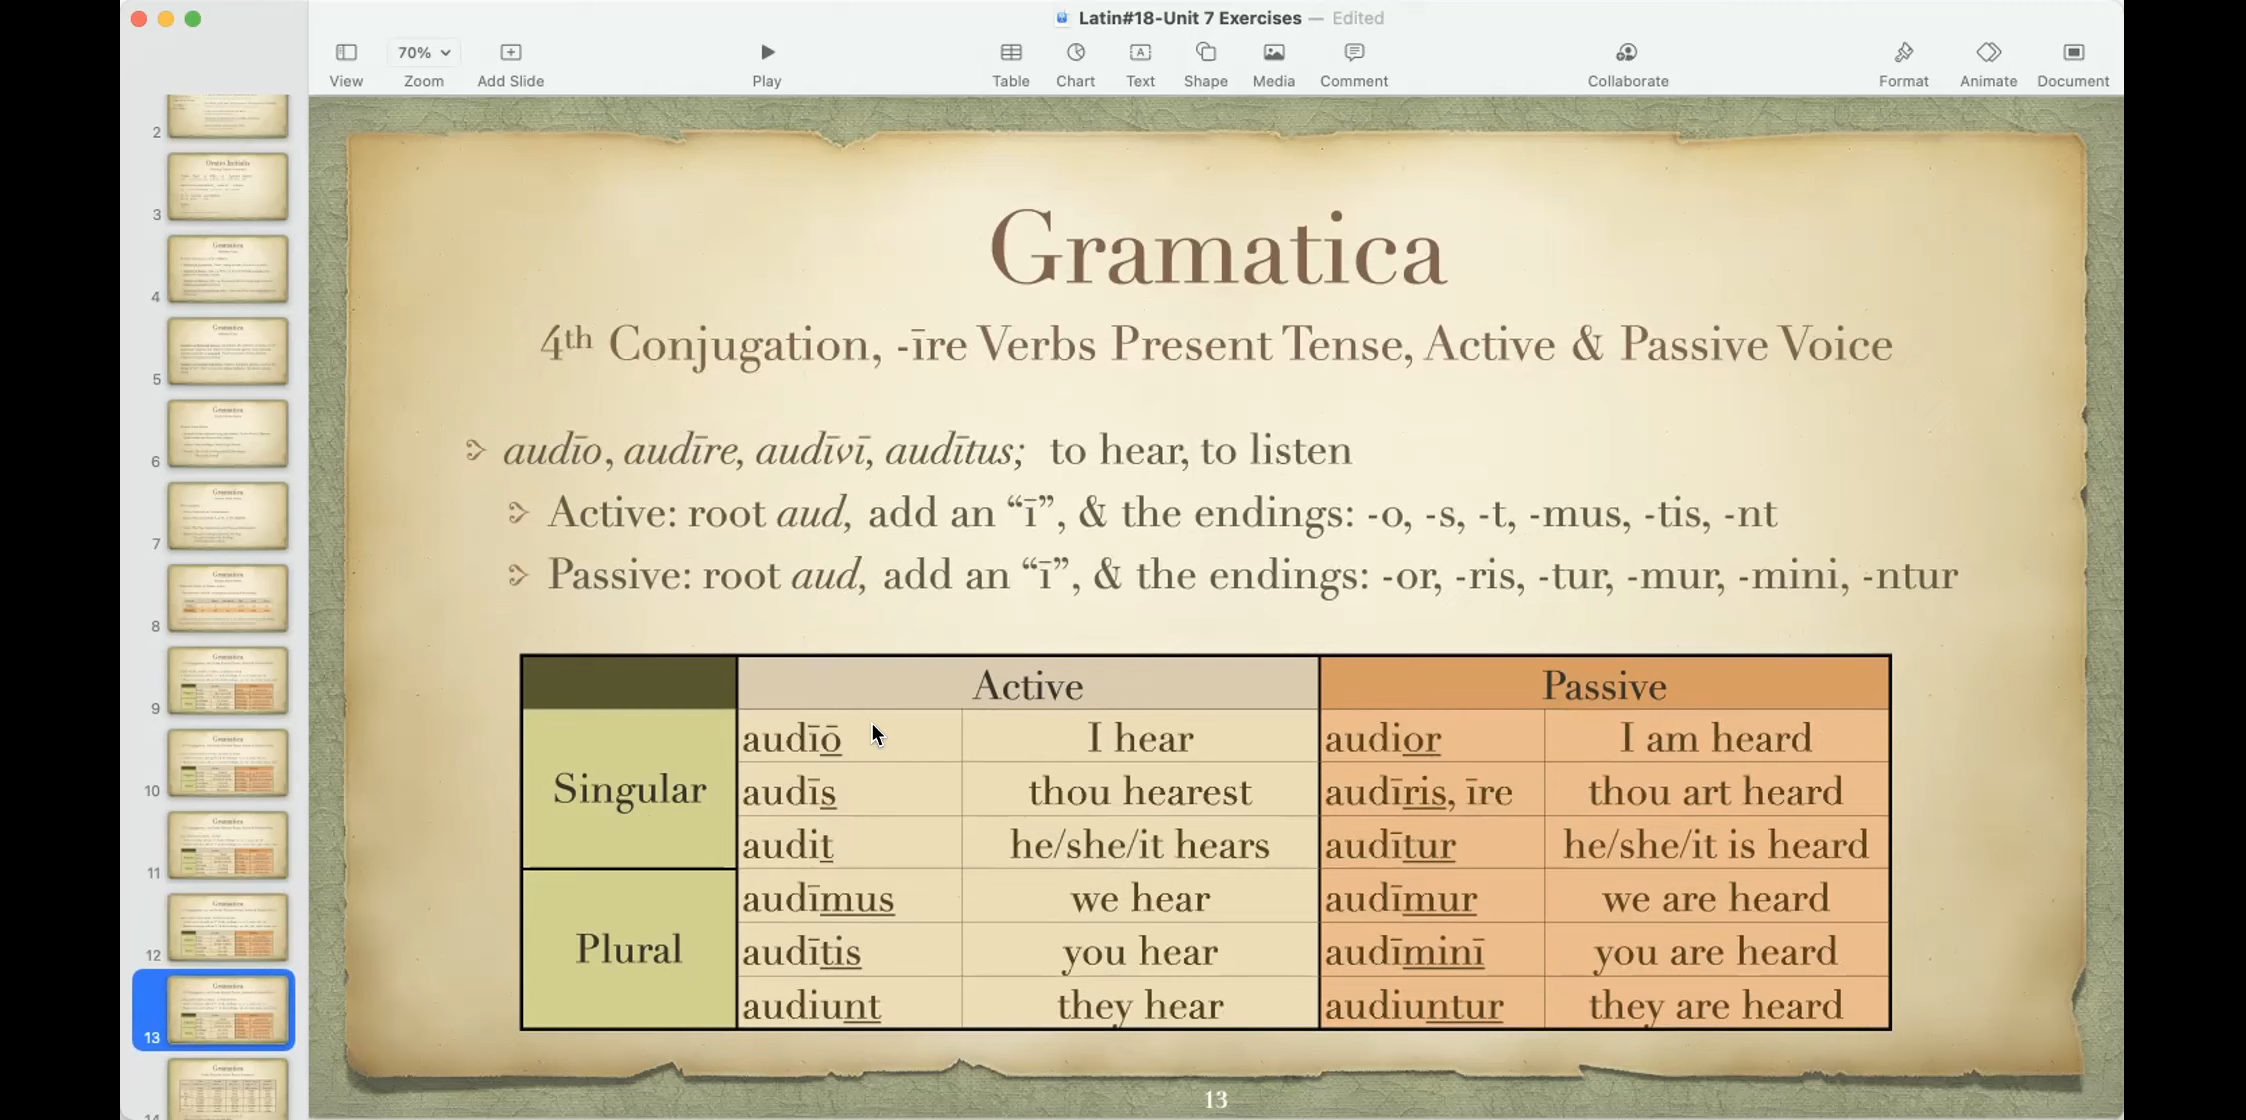 Latin#18-Unit 7 Exercises — Edited
70%
View Zoom Add Slide Play Table Chart Text Shape Media Comment Collaborate Format Animate Document
2
3
4
5
6
7
8
9
10
11
12
13
14
Gramatica
4th Conjugation, -īre Verbs Present Tense, Active & Passive Voice
audīo, audīre, audīvī, audītus; to hear, to listen
Active: root aud, add an “ī”, & the endings: -o, -s, -t, -mus, -tis, -nt
Passive: root aud, add an “ī”, & the endings: -or, -ris, -tur, -mur, -mini, -ntur
Active Passive
Singular
audīō I hear audior I am heard
audīs thou hearest audīris, īre thou art heard
audit he/she/it hears audītur he/she/it is heard
Plural
audīmus we hear audīmur we are heard
audītis you hear audīminī you are heard
audiunt they hear audiuntur they are heard
13